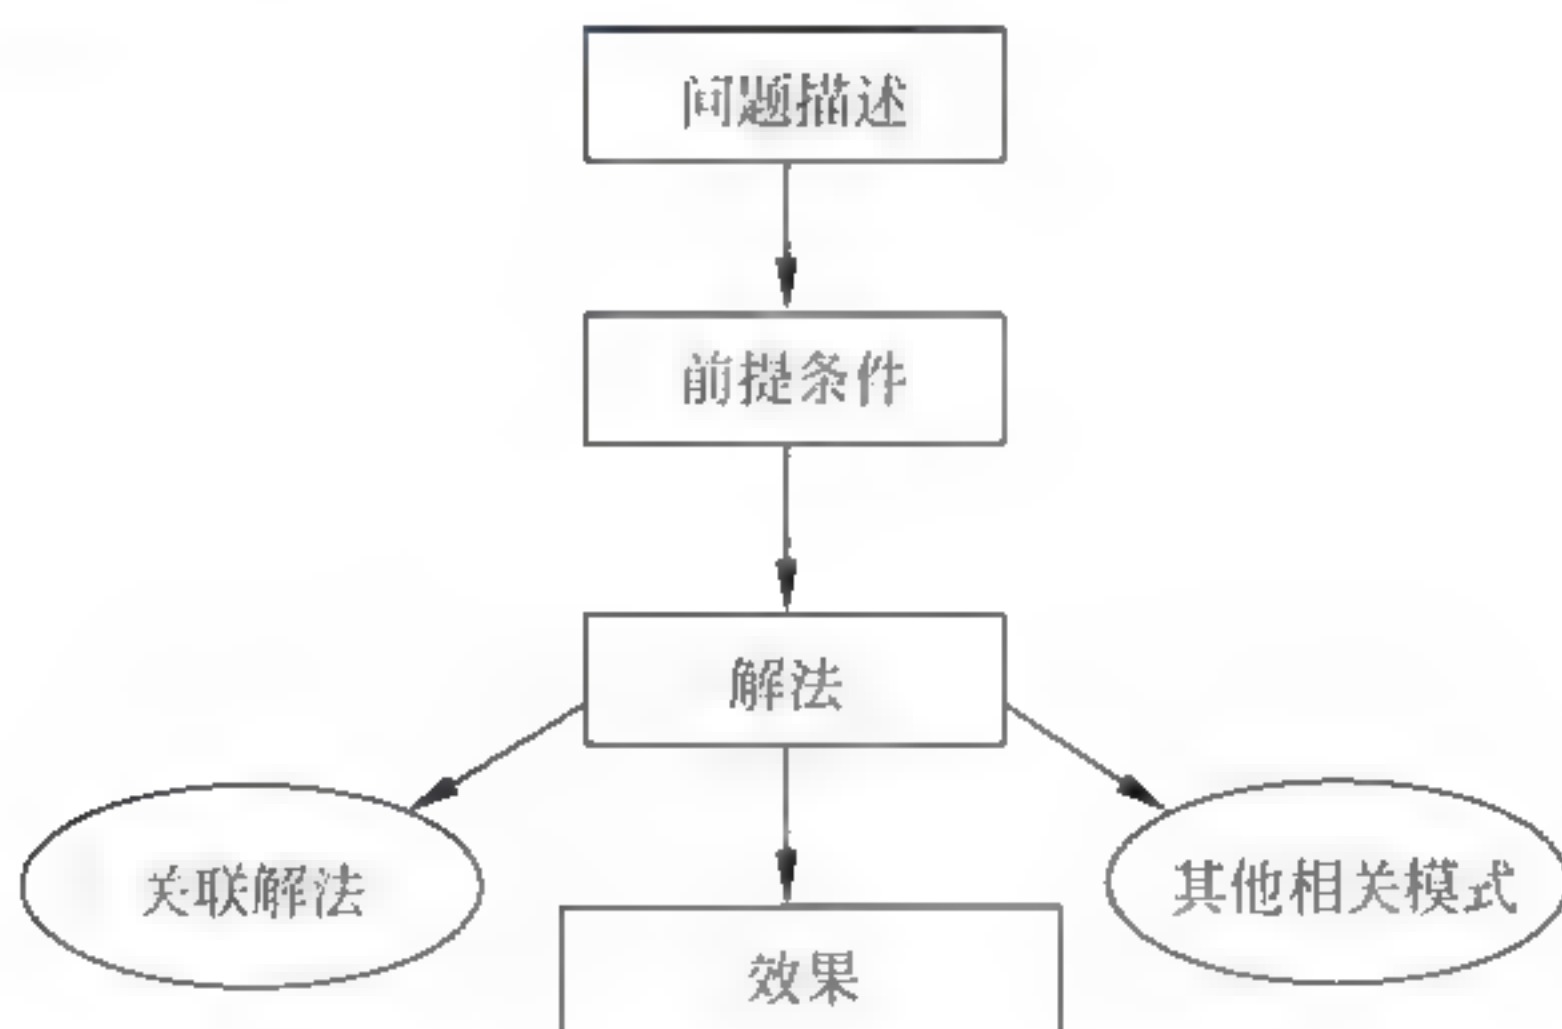 问题描述
前提条件
解法
关联解法
其他相关模式
效果